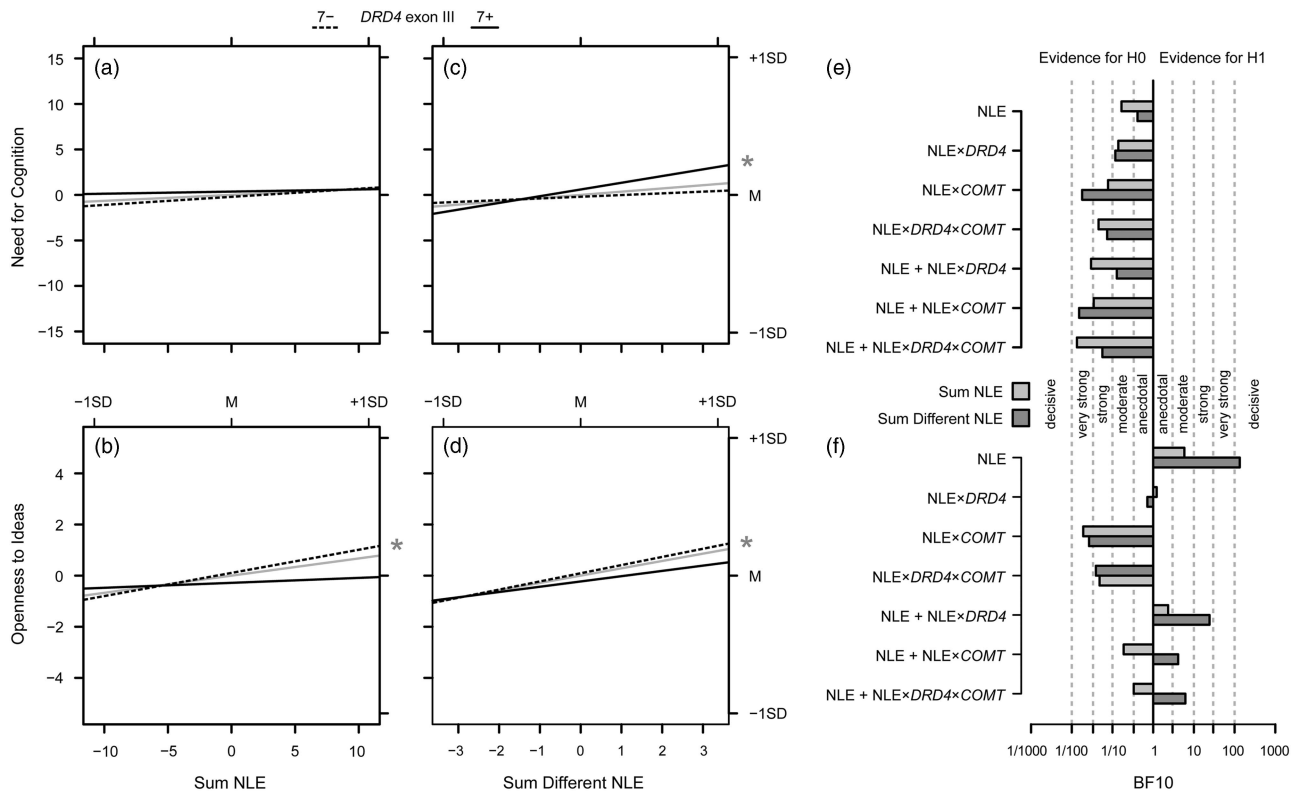 7− DRD4 exon III 7+
(a)
Need for Cognition
15
10
5
0
−5
−10
−15
(c)
+1SD
*
M
−1SD
−1SD M +1SD
−1SD M +1SD
(b)
Openness to Ideas
4
2
0
−2
−4
*
−10 −5 0 5 10
Sum NLE
(d)
+1SD
*
M
−1SD
−3 −2 −1 0 1 2 3
Sum Different NLE
(e)
Evidence for H0 Evidence for H1
NLE
NLE×DRD4
NLE×COMT
NLE×DRD4×COMT
NLE + NLE×DRD4
NLE + NLE×COMT
NLE + NLE×DRD4×COMT
Sum NLE
Sum Different NLE
decisive
very strong
strong
moderate
anecdotal
anecdotal
moderate
strong
very strong
decisive
(f)
NLE
NLE×DRD4
NLE×COMT
NLE×DRD4×COMT
NLE + NLE×DRD4
NLE + NLE×COMT
NLE + NLE×DRD4×COMT
1/1000 1/100 1/10 1 10 100 1000
BF10